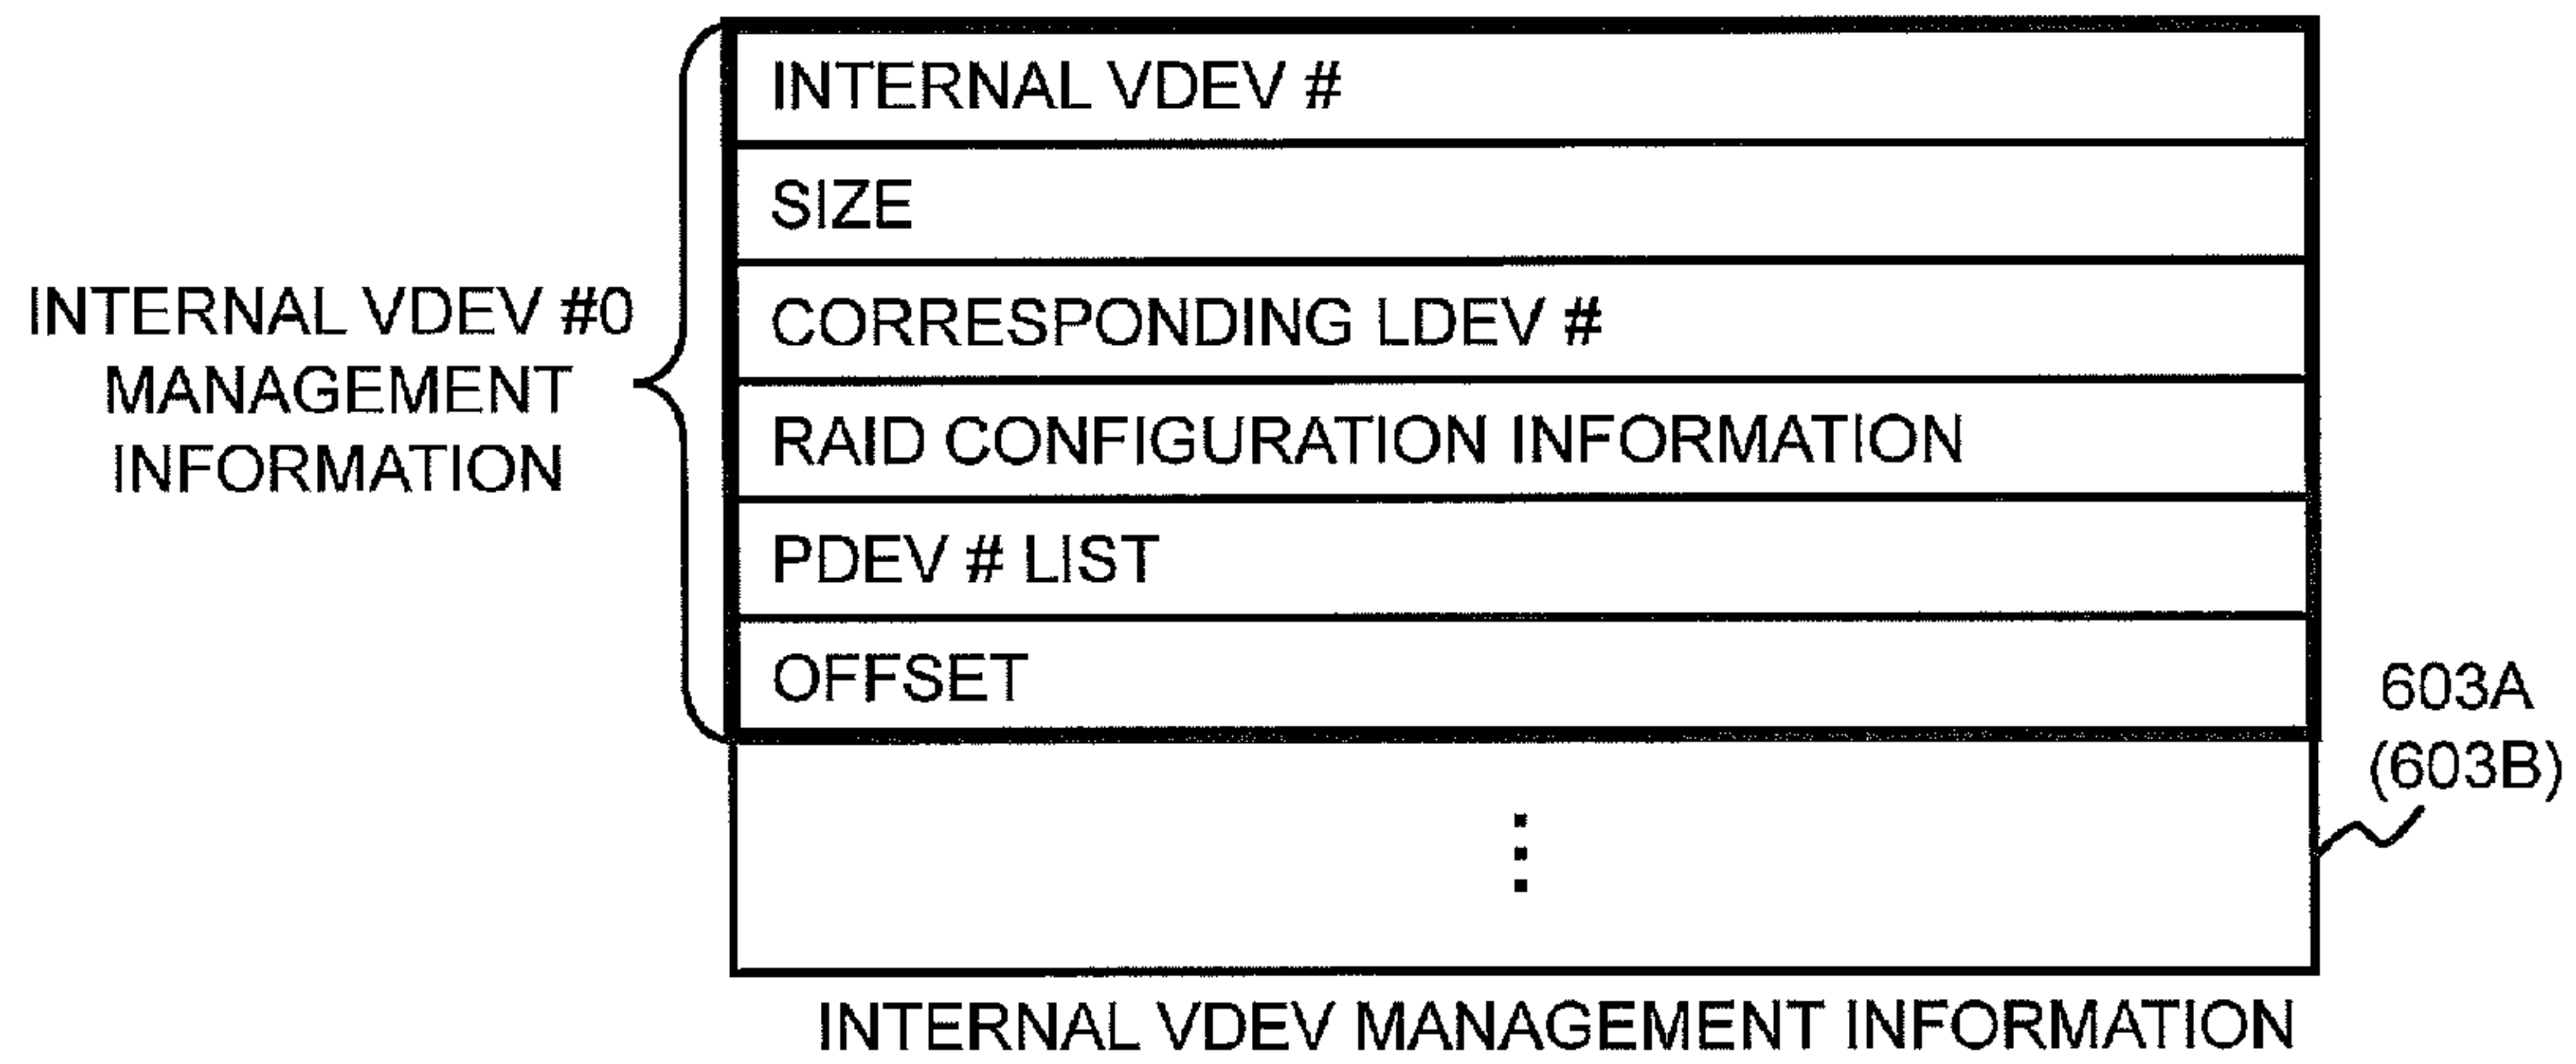 INTERNAL VDEV #0
MANAGEMENT
INFORMATION
INTERNAL VDEV #
SIZE
CORRESPONDING LDEV #
RAID CONFIGURATION INFORMATION
PDEV # LIST
OFFSET
603A
(603B)
INTERNAL VDEV MANAGEMENT INFORMATION